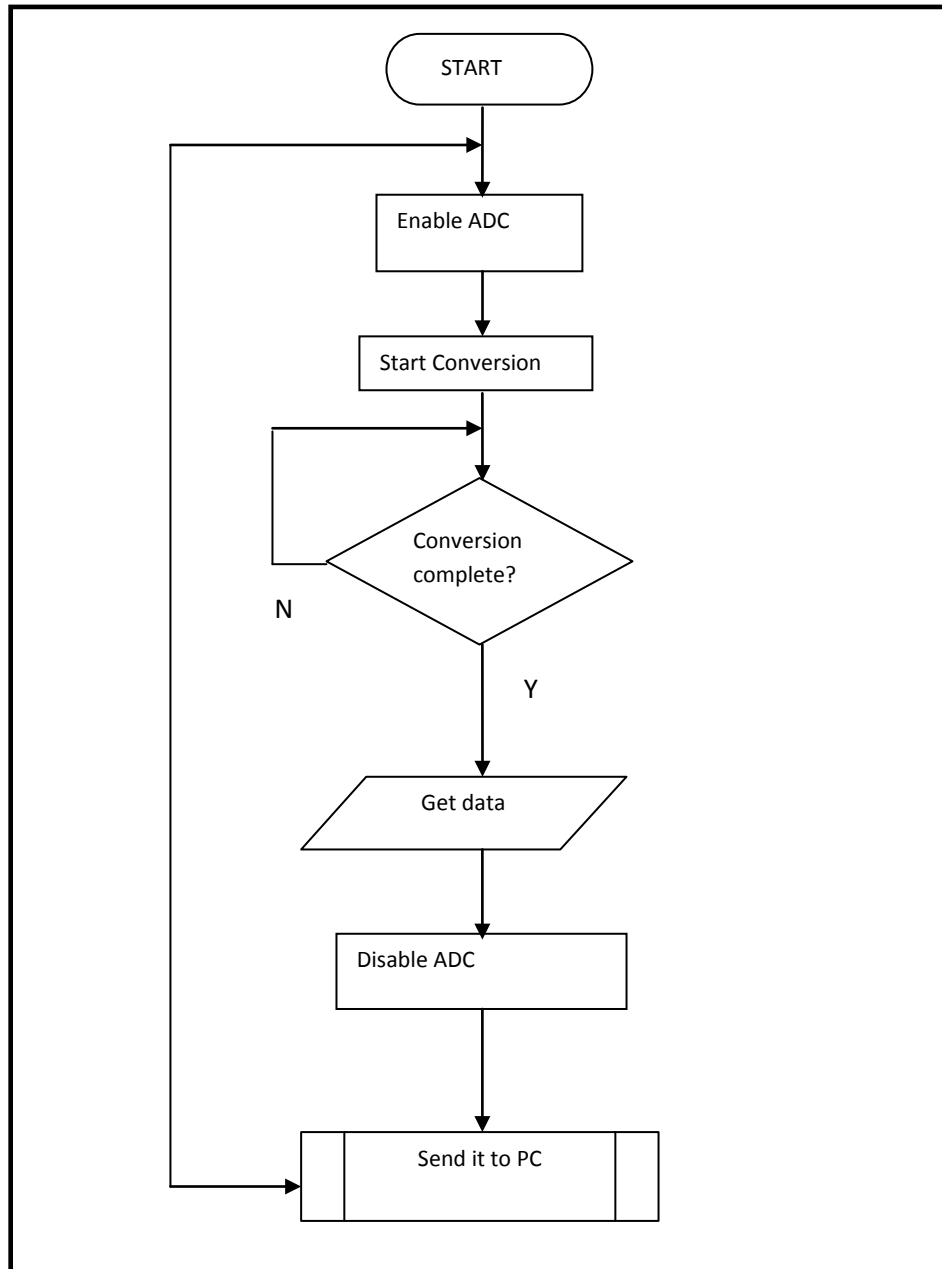 START
Enable ADC
Start Conversion
Conversion
complete?
N
Y
Get data
Disable ADC
Send it to PC